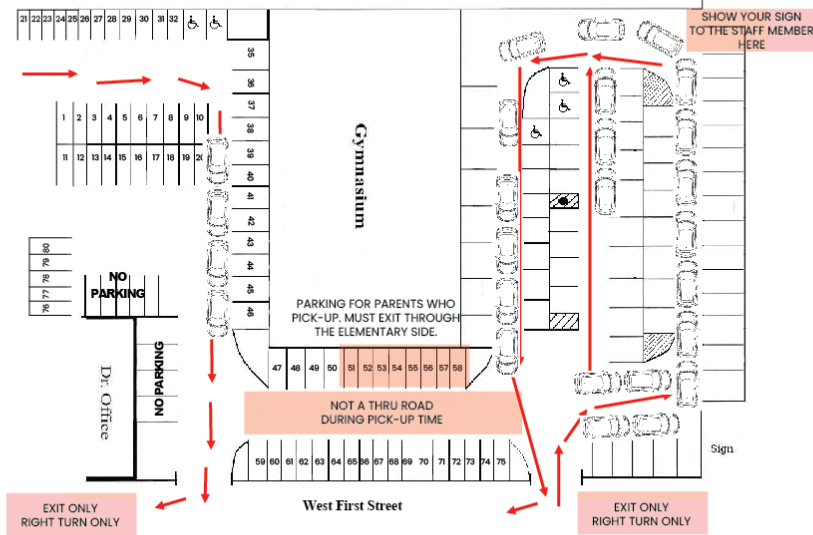 21 22 23 24 25 26 27 28 29 30 31 32
SHOW YOUR SIGN
TO THE STAFF MEMBER
HERE
35
36
37
38
39
40
41
42
43
44
45
46
1 2 3 4 5 6 7 8 9 10
11 12 13 14 15 16 17 18 19 20
Gymnasium
80
79
78
77
76
NO
PARKING
PARKING FOR PARENTS WHO
PICK-UP. MUST EXIT THROUGH
THE ELEMENTARY SIDE.
Dr. Office
NO PARKING
47 48 49 50 51 52 53 54 55 56 57 58
NOT A THRU ROAD
DURING PICK-UP TIME
59 60 61 62 63 64 65 66 67 68 69 70 71 72 73 74 75
Sign
West First Street
EXIT ONLY
RIGHT TURN ONLY
EXIT ONLY
RIGHT TURN ONLY